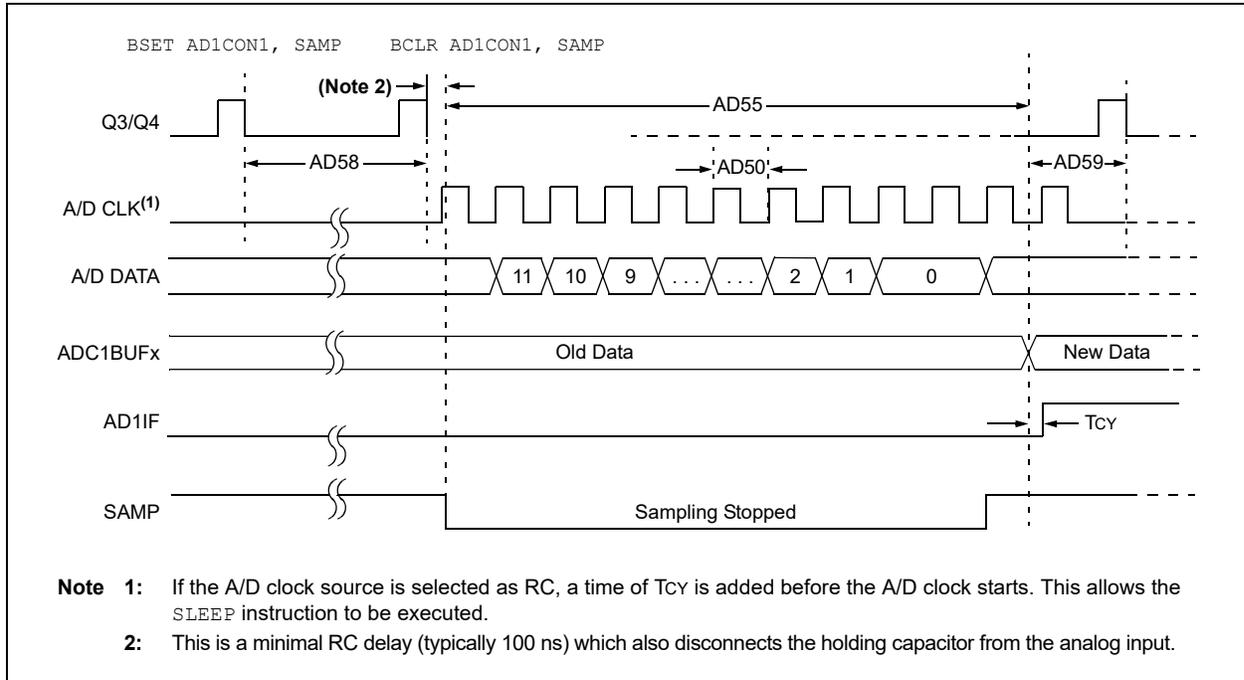 BSET AD1CON1, SAMP BCLR AD1CON1, SAMP
(Note 2)
AD55
Q3/Q4
AD58
AD50
AD59
A/D CLK(1)
A/D DATA
11 10 9 . . . . . . 2 1 0
ADC1BUFx
Old Data
New Data
AD1IF
TCY
SAMP
Sampling Stopped
Note 1: If the A/D clock source is selected as RC, a time of TCY is added before the A/D clock starts. This allows the
SLEEP instruction to be executed.
2: This is a minimal RC delay (typically 100 ns) which also disconnects the holding capacitor from the analog input.